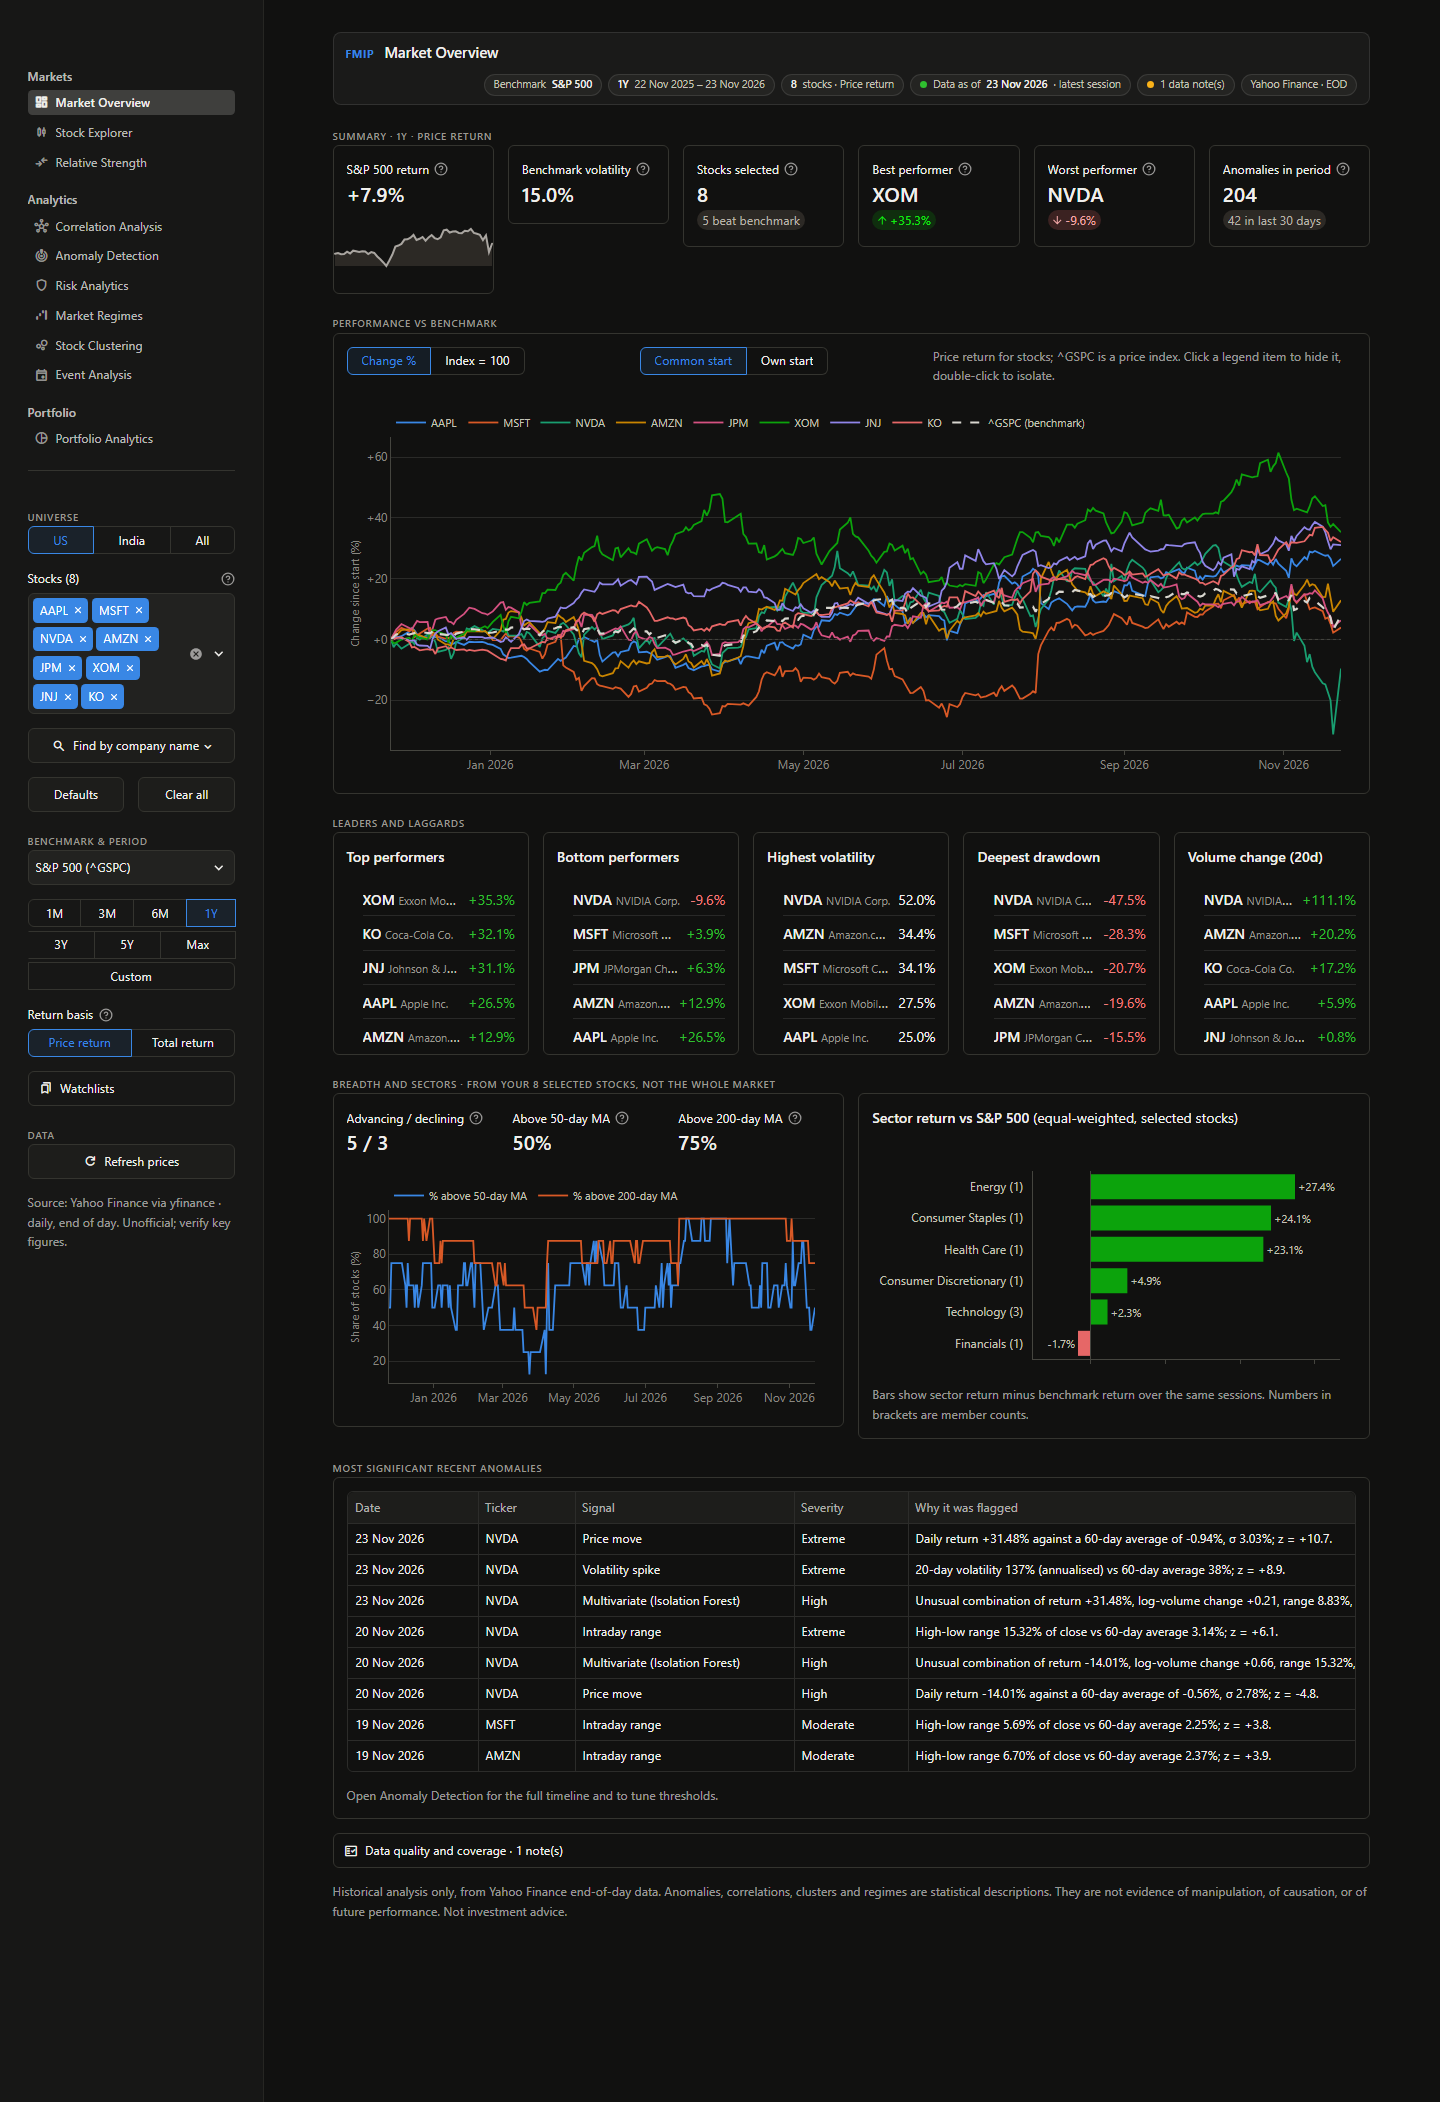 Markets
Market Overview
Stock Explorer
Relative Strength
Analytics
Correlation Analysis
Anomaly Detection
Risk Analytics
Market Regimes
Stock Clustering
Event Analysis
Portfolio
Portfolio Analytics
UNIVERSE
US India All
Stocks (8)
AAPL × MSFT ×
NVDA × AMZN ×
JPM × XOM ×
JNJ × KO ×
Find by company name
Defaults Clear all
BENCHMARK & PERIOD
S&P 500 (^GSPC)
1M 3M 6M 1Y
3Y 5Y Max
Custom
Return basis
Price return Total return
Watchlists
DATA
Refresh prices
Source: Yahoo Finance via yfinance ·
daily, end of day. Unofficial; verify key
figures.
FMIP Market Overview
Benchmark S&P 500 1Y 22 Nov 2025 – 23 Nov 2026 8 stocks · Price return Data as of 23 Nov 2026 · latest session 1 data note(s) Yahoo Finance · EOD
SUMMARY · 1Y · PRICE RETURN
S&P 500 return
+7.9%
Benchmark volatility
15.0%
Stocks selected
8
5 beat benchmark
Best performer
XOM
↑ +35.3%
Worst performer
NVDA
↓ -9.6%
Anomalies in period
204
42 in last 30 days
PERFORMANCE VS BENCHMARK
Change % Index = 100 Common start Own start
Price return for stocks; ^GSPC is a price index. Click a legend item to hide it,
double-click to isolate.
AAPL MSFT NVDA AMZN JPM XOM JNJ KO ^GSPC (benchmark)
Change since start (%)
+60
+40
+20
+0
−20
Jan 2026 Mar 2026 May 2026 Jul 2026 Sep 2026 Nov 2026
LEADERS AND LAGGARDS
Top performers
XOM Exxon Mo... +35.3%
KO Coca-Cola Co. +32.1%
JNJ Johnson & J... +31.1%
AAPL Apple Inc. +26.5%
AMZN Amazon.... +12.9%
Bottom performers
NVDA NVIDIA Corp. -9.6%
MSFT Microsoft ... +3.9%
JPM JPMorgan Ch... +6.3%
AMZN Amazon.... +12.9%
AAPL Apple Inc. +26.5%
Highest volatility
NVDA NVIDIA Corp. 52.0%
AMZN Amazon.c... 34.4%
MSFT Microsoft C... 34.1%
XOM Exxon Mobil... 27.5%
AAPL Apple Inc. 25.0%
Deepest drawdown
NVDA NVIDIA C... -47.5%
MSFT Microsoft ... -28.3%
XOM Exxon Mob... -20.7%
AMZN Amazon.... -19.6%
JPM JPMorgan C... -15.5%
Volume change (20d)
NVDA NVIDIA... +111.1%
AMZN Amazon.... +20.2%
KO Coca-Cola Co. +17.2%
AAPL Apple Inc. +5.9%
JNJ Johnson & Jo... +0.8%
BREADTH AND SECTORS · FROM YOUR 8 SELECTED STOCKS, NOT THE WHOLE MARKET
Advancing / declining
5 / 3
Above 50-day MA
50%
Above 200-day MA
75%
% above 50-day MA % above 200-day MA
Share of stocks (%)
100
80
60
40
20
Jan 2026 Mar 2026 May 2026 Jul 2026 Sep 2026 Nov 2026
Sector return vs S&P 500 (equal-weighted, selected stocks)
Energy (1) +27.4%
Consumer Staples (1) +24.1%
Health Care (1) +23.1%
Consumer Discretionary (1) +4.9%
Technology (3) +2.3%
Financials (1) -1.7%
Bars show sector return minus benchmark return over the same sessions. Numbers in
brackets are member counts.
MOST SIGNIFICANT RECENT ANOMALIES
Date Ticker Signal Severity Why it was flagged
23 Nov 2026 NVDA Price move Extreme Daily return +31.48% against a 60-day average of -0.94%, σ 3.03%; z = +10.7.
23 Nov 2026 NVDA Volatility spike Extreme 20-day volatility 137% (annualised) vs 60-day average 38%; z = +8.9.
23 Nov 2026 NVDA Multivariate (Isolation Forest) High Unusual combination of return +31.48%, log-volume change +0.21, range 8.83%,
20 Nov 2026 NVDA Intraday range Extreme High-low range 15.32% of close vs 60-day average 3.14%; z = +6.1.
20 Nov 2026 NVDA Multivariate (Isolation Forest) High Unusual combination of return -14.01%, log-volume change +0.66, range 15.32%,
20 Nov 2026 NVDA Price move High Daily return -14.01% against a 60-day average of -0.56%, σ 2.78%; z = -4.8.
19 Nov 2026 MSFT Intraday range Moderate High-low range 5.69% of close vs 60-day average 2.25%; z = +3.8.
19 Nov 2026 AMZN Intraday range Moderate High-low range 6.70% of close vs 60-day average 2.37%; z = +3.9.
Open Anomaly Detection for the full timeline and to tune thresholds.
Data quality and coverage · 1 note(s)
Historical analysis only, from Yahoo Finance end-of-day data. Anomalies, correlations, clusters and regimes are statistical descriptions. They are not evidence of manipulation, of causation, or of
future performance. Not investment advice.